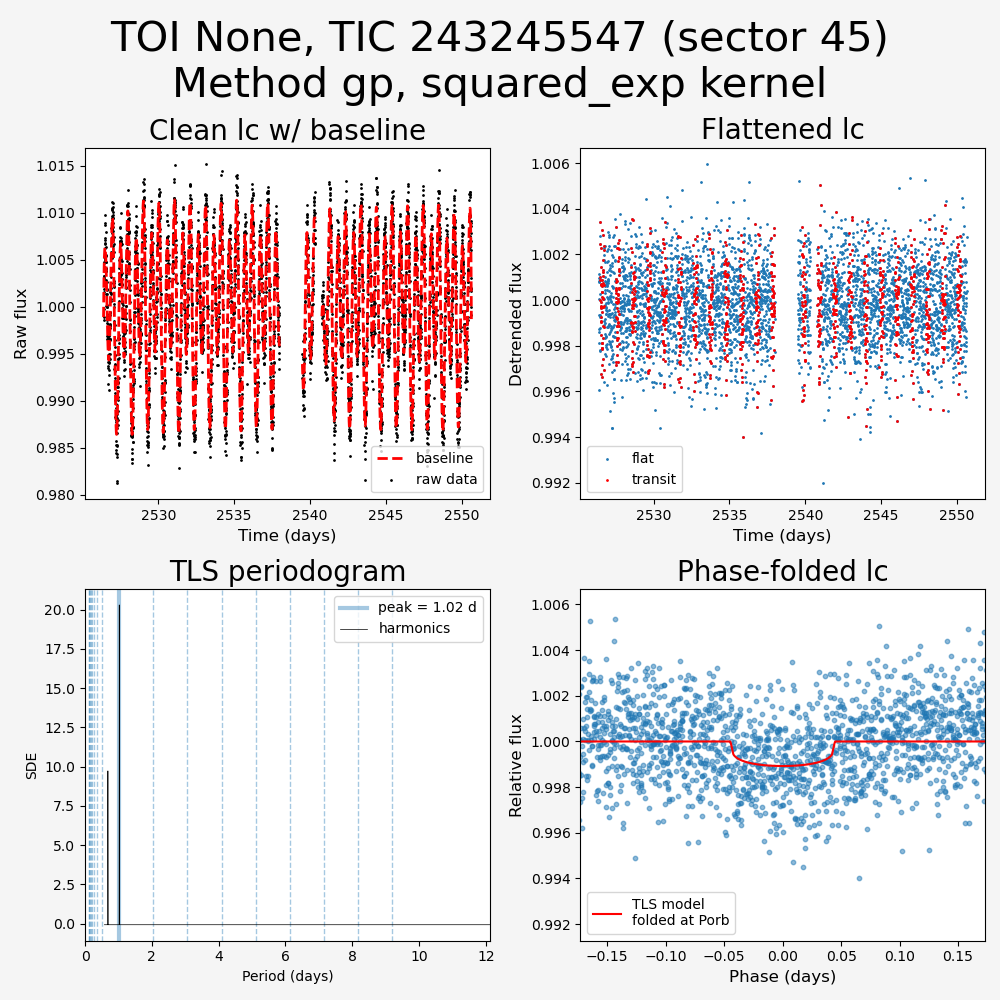 TOI None, TIC 243245547 (sector 45)
Method gp, squared_exp kernel
Clean lc w/ baseline
Raw flux
1.015
1.010
1.005
1.000
0.995
0.990
0.985
0.980
baseline
raw data
2530
2535
2540
2545
2550
Time (days)
Flattened lc
Detrended flux
1.006
1.004
1.002
1.000
0.998
0.996
0.994
0.992
flat
transit
2530
2535
2540
2545
2550
Time (days)
TLS periodogram
SDE
20.0
17.5
15.0
12.5
10.0
7.5
5.0
2.5
0.0
peak = 1.02 d
harmonics
0
2
4
6
8
10
12
Period (days)
Phase-folded lc
Relative flux
1.006
1.004
1.002
1.000
0.998
0.996
0.994
0.992
TLS model
folded at Porb
−0.15
−0.10
−0.05
0.00
0.05
0.10
0.15
Phase (days)